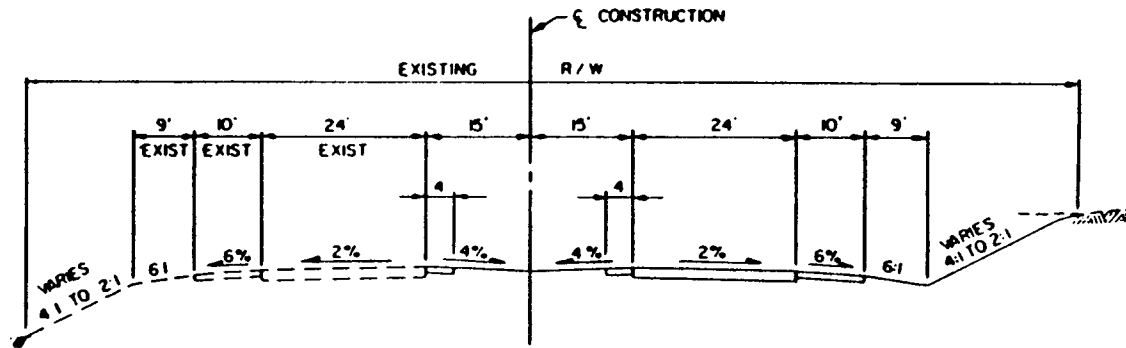 ℄ CONSTRUCTION
EXISTING R/W
9' 10' 24' 15' 15' 24' 10' 9'
EXIST EXIST EXIST
4 4
VARIES 4:1 TO 2:1
6:1 6% 2% 4% 4% 2% 6% 6:1
VARIES 4:1 TO 2:1